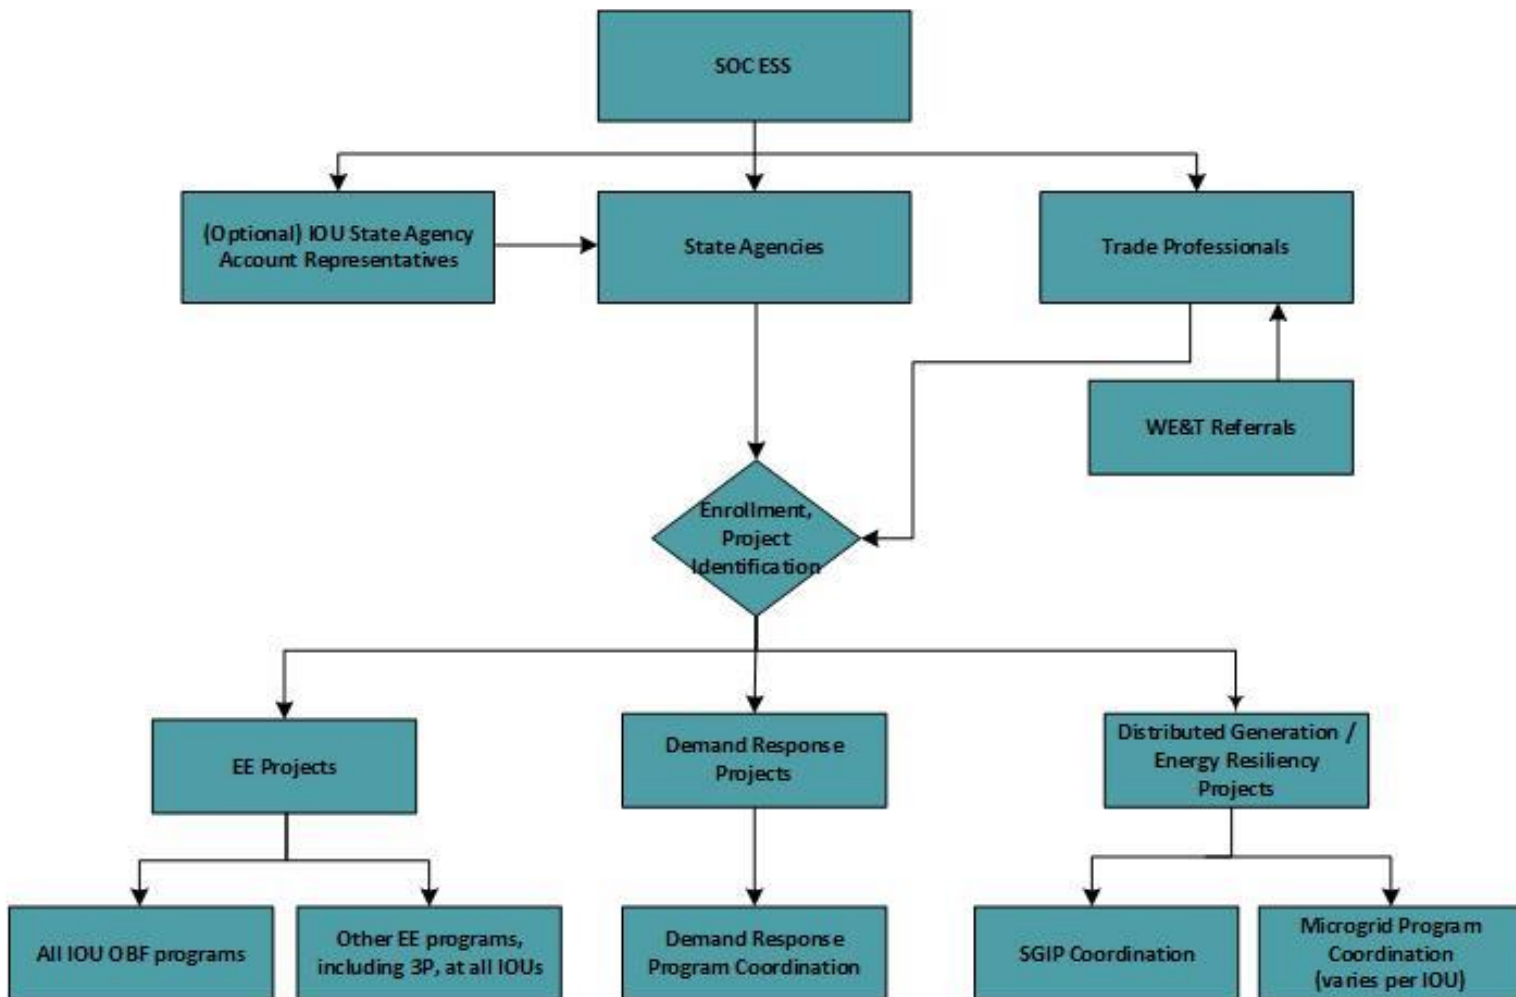 SOC ESS
(Optional) IOU State Agency
Account Representatives
State Agencies
Trade Professionals
WE&T Referrals
Enrollment,
Project
Identification
EE Projects
Demand Response
Projects
Distributed Generation /
Energy Resiliency
Projects
All IOU OBF programs
Other EE programs,
including 3P, at all IOUs
Demand Response
Program Coordination
SGIP Coordination
Microgrid Program
Coordination
(varies per IOU)